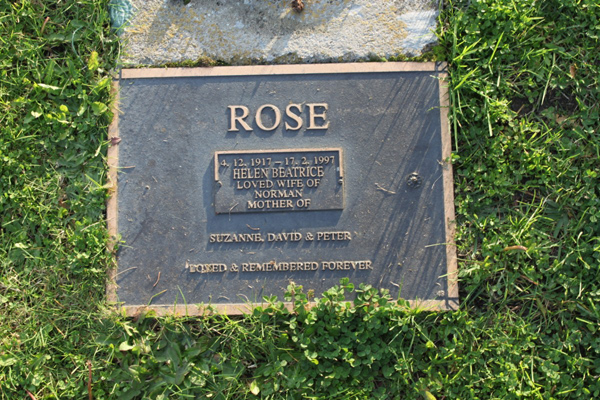 ROSE
4. 12. 1917 – 17. 2. 1997
HELEN BEATRICE
LOVED WIFE OF
NORMAN
MOTHER OF
SUZANNE, DAVID & PETER
LOVED & REMEMBERED FOREVER